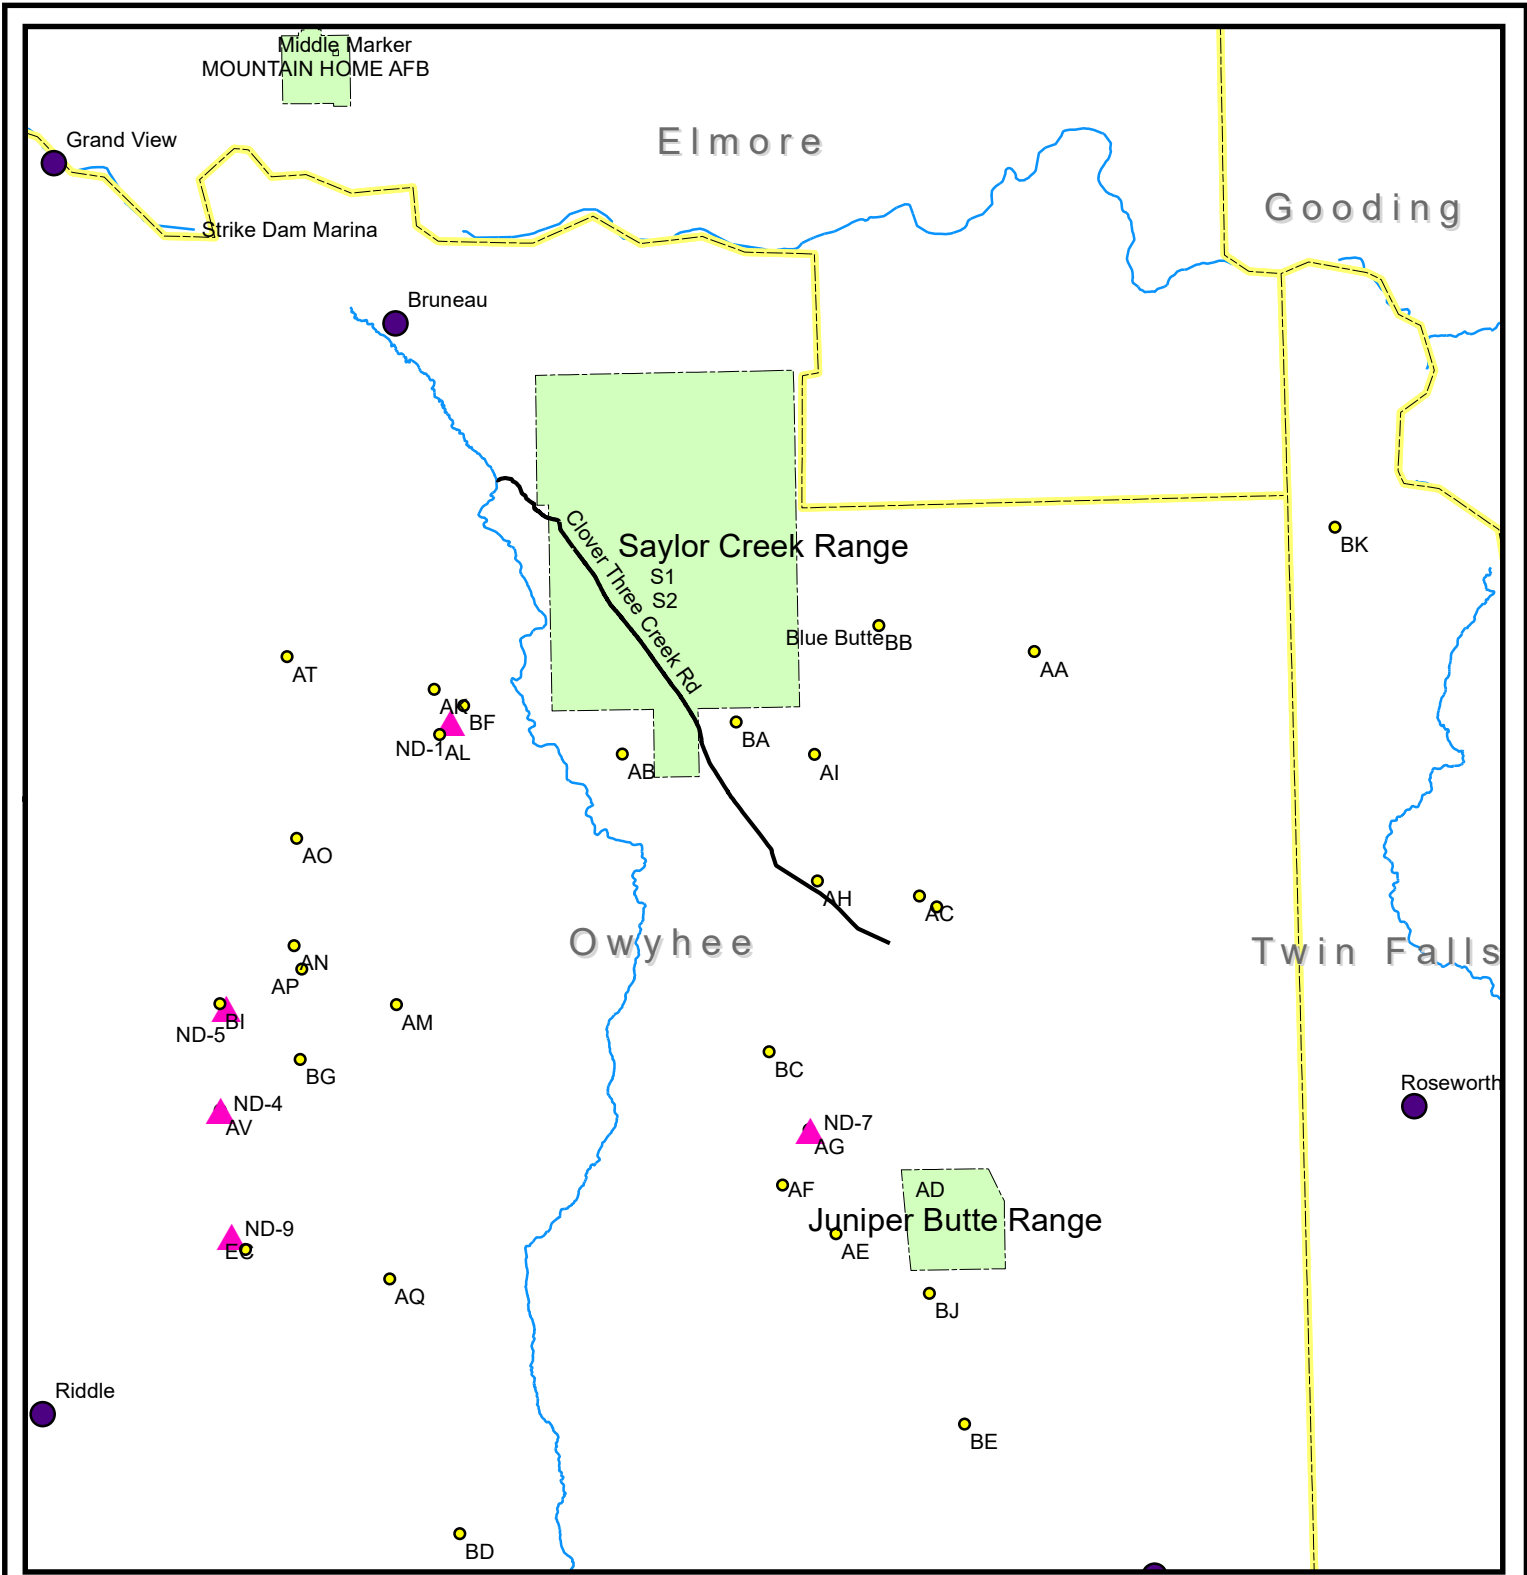 Middle Marker
MOUNTAIN HOME AFB
Grand View
Elmore
Gooding
Strike Dam Marina
Bruneau
Clover Three Creek Rd
Saylor Creek Range
S1
S2
BK
Blue Butte
BB
AA
AT
AK
BF
ND-1
AL
BA
AB
AI
AO
AH
AC
Owyhee
Twin Falls
AN
AP
BI
ND-5
AM
BG
BC
Roseworth
ND-4
AV
ND-7
AG
AF
AD
Juniper Butte Range
ND-9
EC
AE
AQ
BJ
Riddle
BE
BD